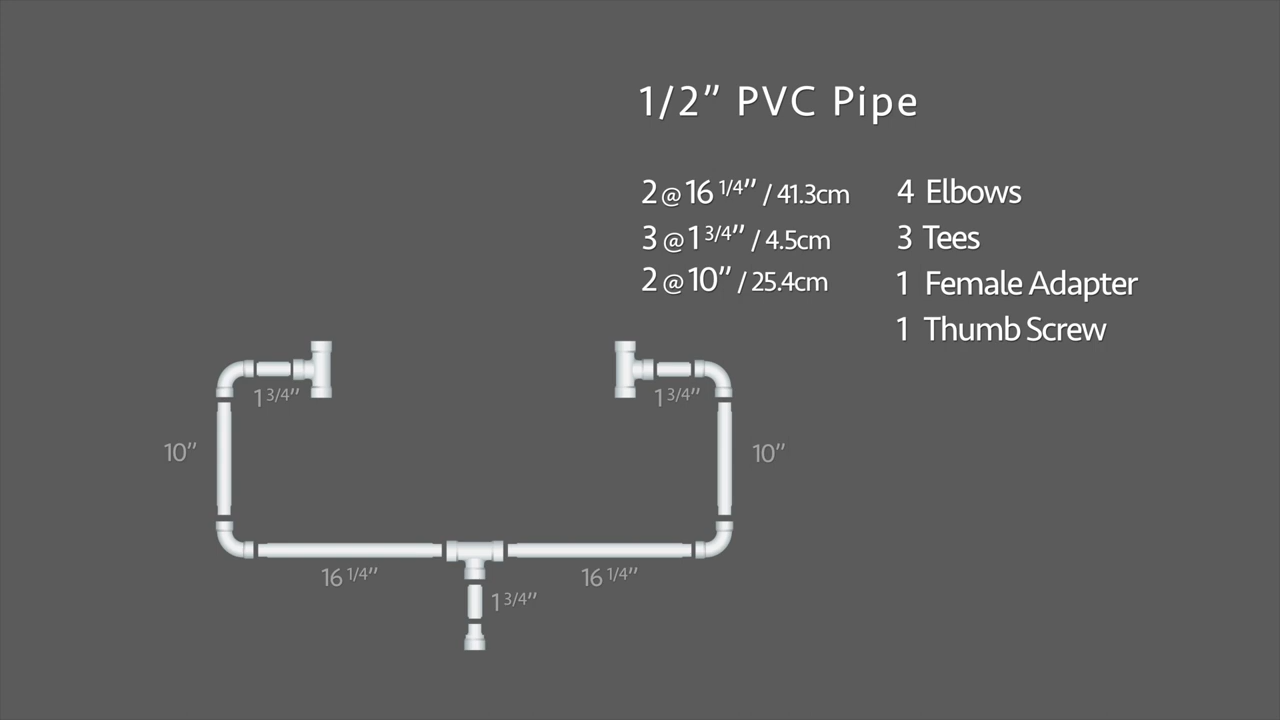 1/2” PVC Pipe
2 @ 16 1/4” / 41.3cm
3 @ 1 3/4” / 4.5cm
2 @ 10” / 25.4cm
4 Elbows
3 Tees
1 Female Adapter
1 Thumb Screw
1 3/4”
1 3/4”
10”
10”
16 1/4”
16 1/4”
1 3/4”